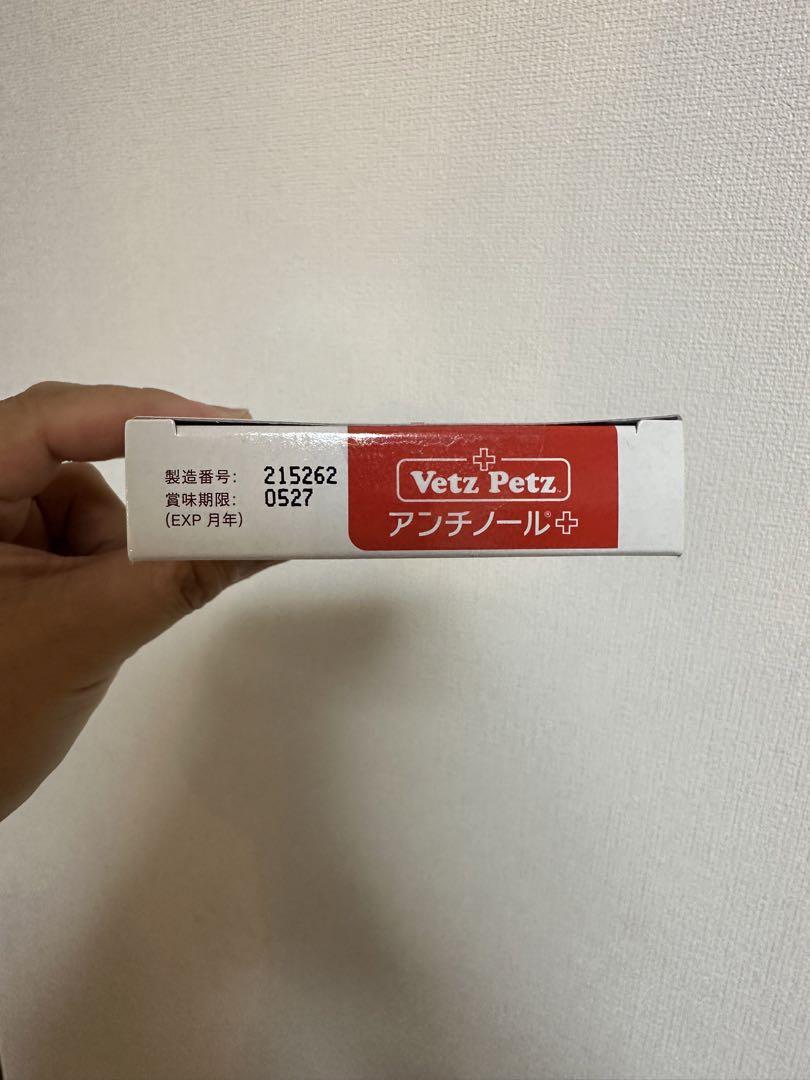 製造番号: 215262
賞味期限: 0527
(EXP 月年)
Vetz Petz
アンチノール®